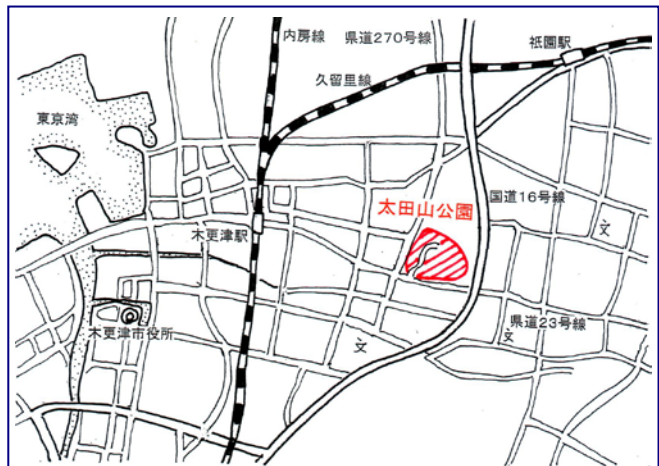 内房線
県道270号線
祇園駅
久留里線
東京湾
国道16号線
太田山公園
文
木更津駅
県道23号線
文
木更津市役所
文